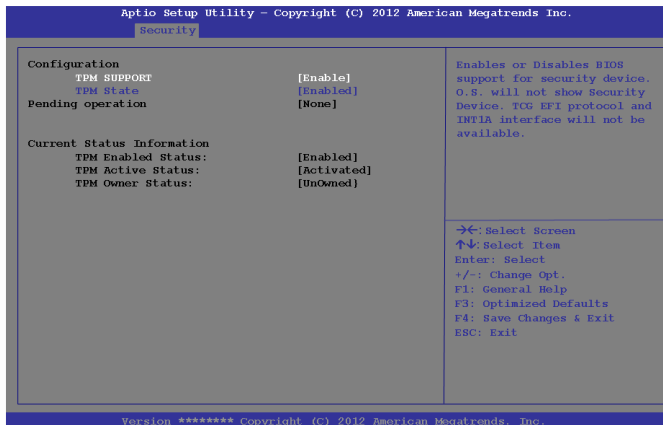 Aptio Setup Utility – Copyright (C) 2012 American Megatrends Inc.
Security
Configuration
TPM SUPPORT [Enable]
TPM State [Enabled]
Pending operation [None]
Current Status Information
TPM Enabled Status: [Enabled]
TPM Active Status: [Activated]
TPM Owner Status: [UnOwned}
Enables or Disables BIOS
support for security device.
O.S. will not show Security
Device. TCG EFI protocol and
INT1A interface will not be
available.
→←: Select Screen
↑↓: Select Item
Enter: Select
+/-: Change Opt.
F1: General Help
F3: Optimized Defaults
F4: Save Changes & Exit
ESC: Exit
Version ******** Copyright (C) 2012 American Megatrends. Inc.